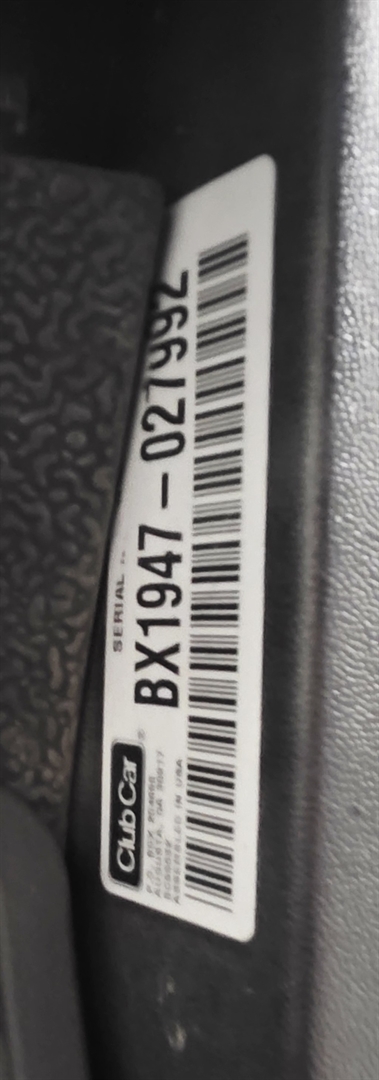 SERIAL
BX1947-027992
Club Car
P.O. BOX 204658
AUGUSTA, GA 30917
ASSEMBLED IN USA